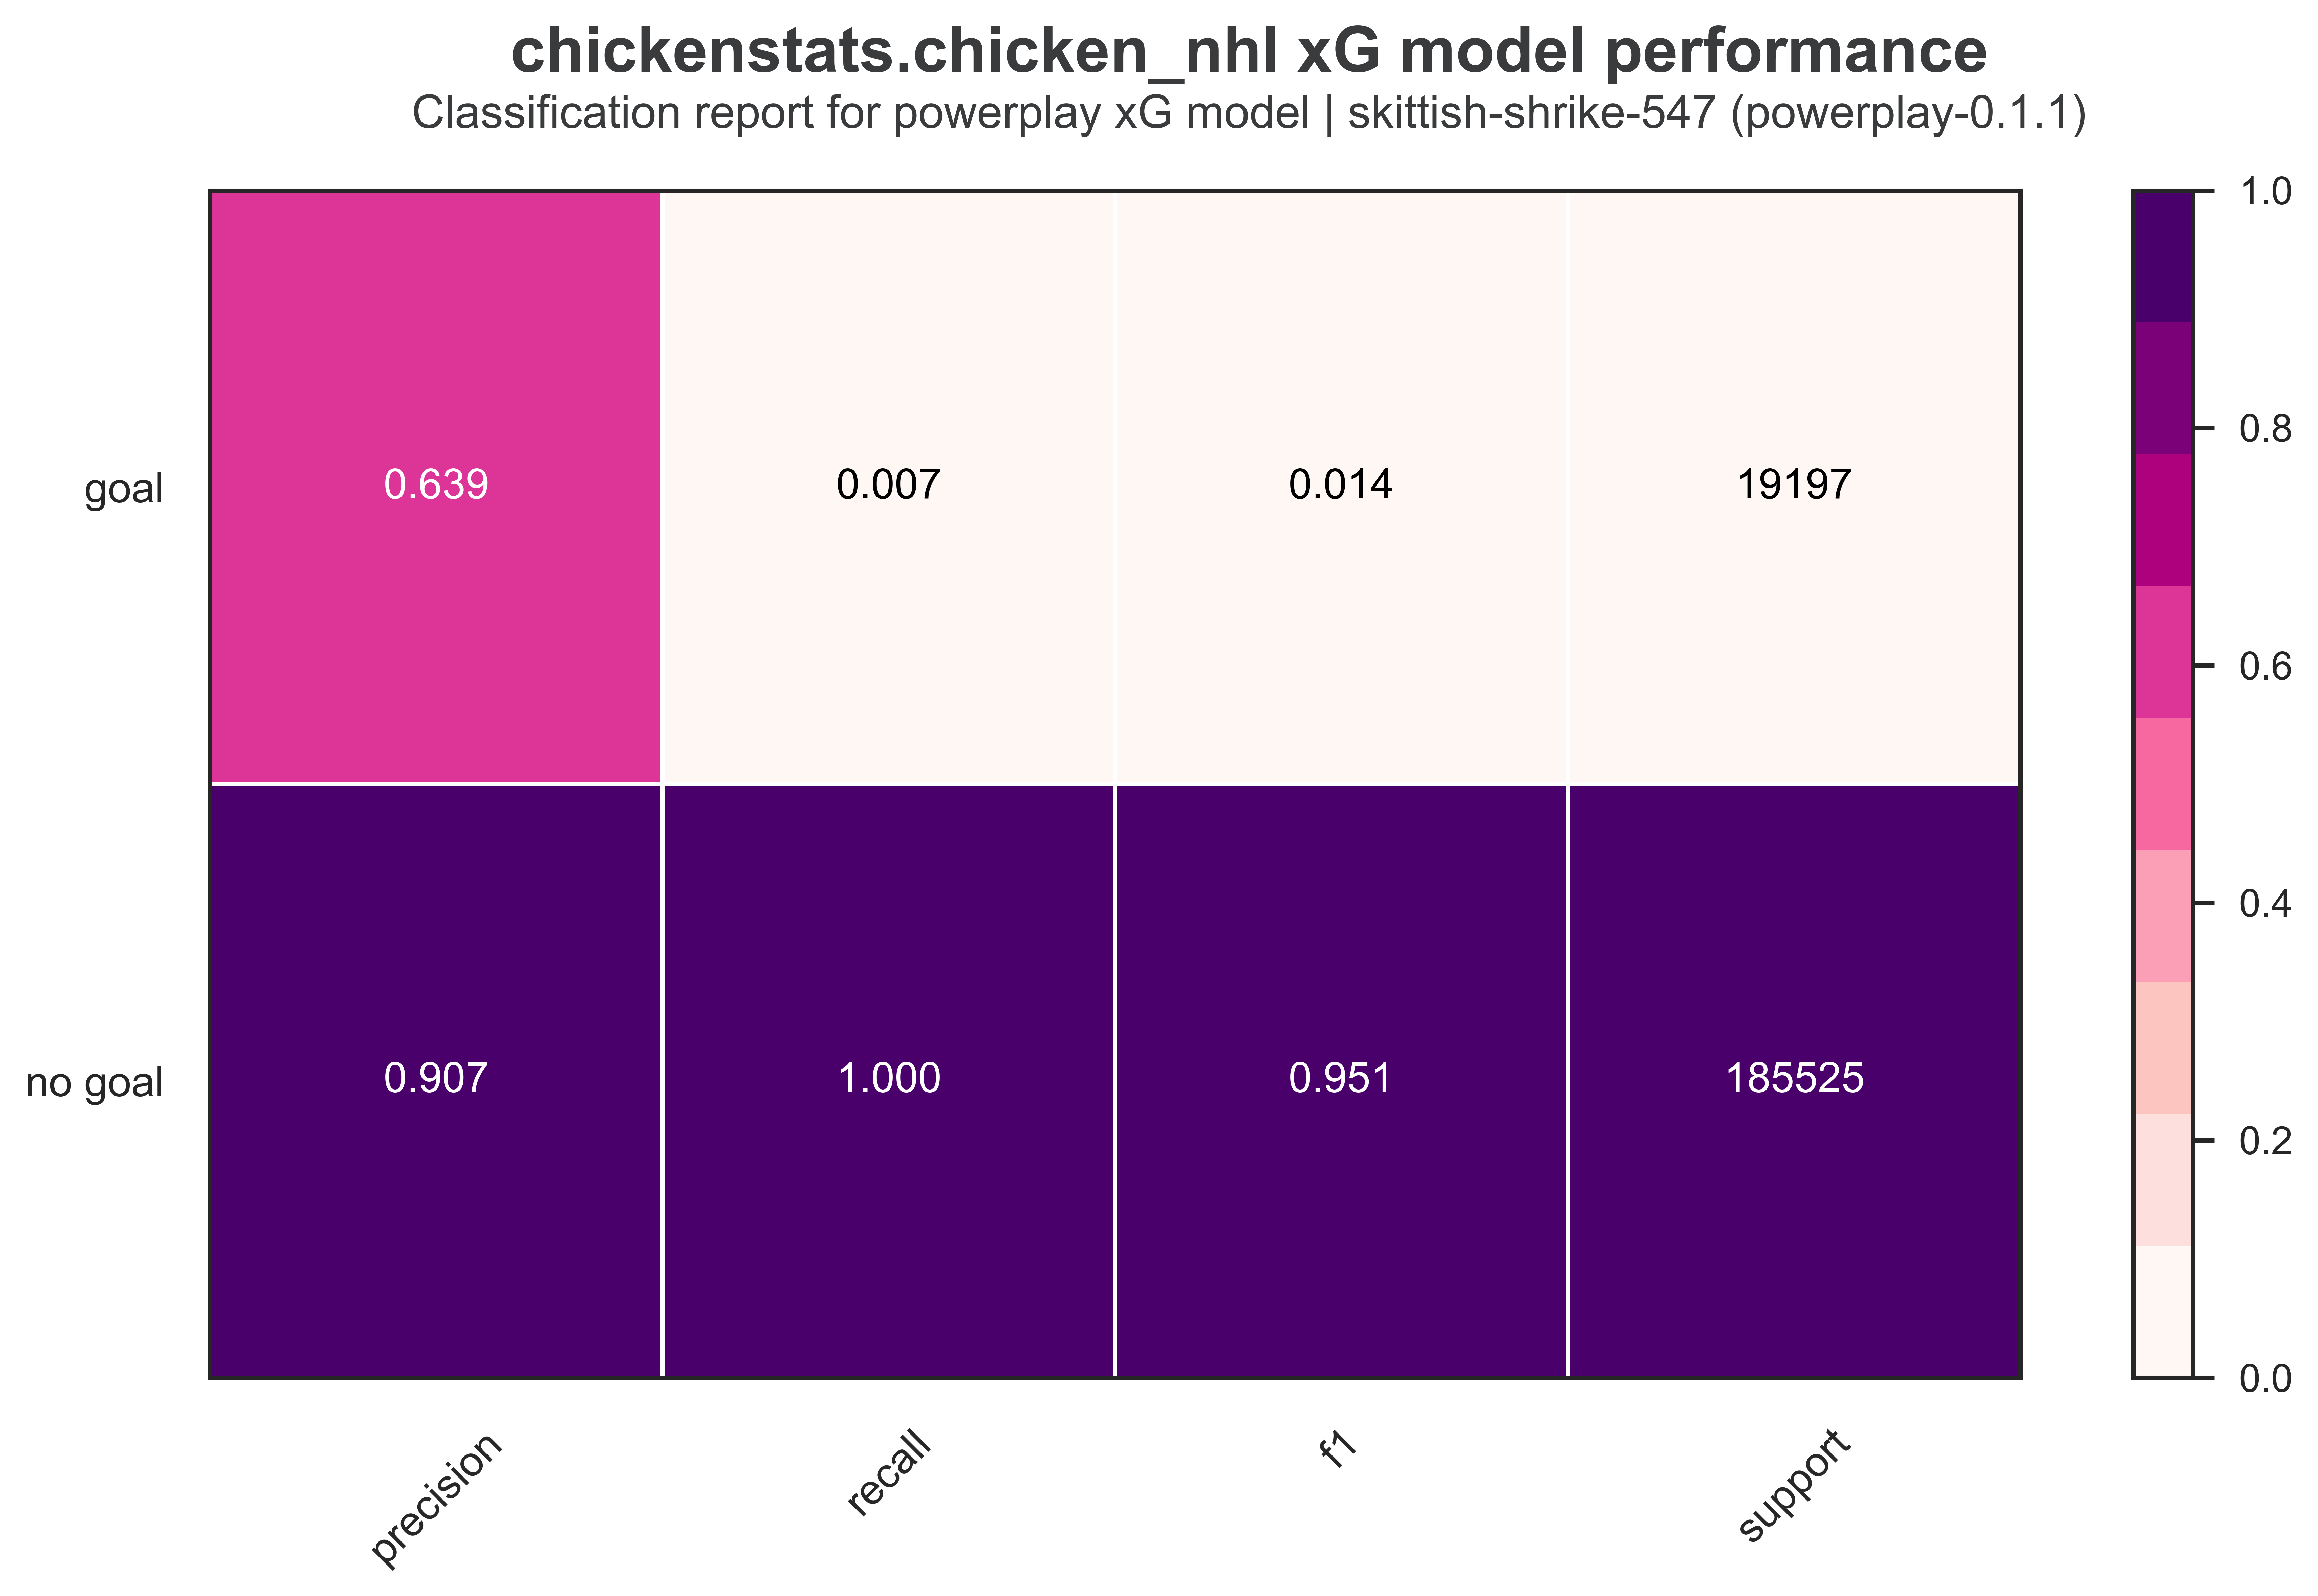 chickenstats.chicken_nhl xG model performance
Classification report for powerplay xG model | skittish-shrike-547 (powerplay-0.1.1)
goal
0.639
0.007
0.014
19197
no goal
0.907
1.000
0.951
185525
precision
recall
f1
support
1.0
0.8
0.6
0.4
0.2
0.0